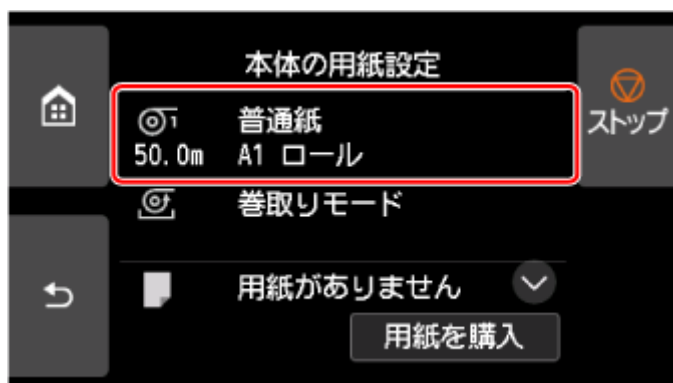 本体の用紙設定
ストップ
1 普通紙
50.0m A1 ロール
巻取りモード
用紙がありません
用紙を購入